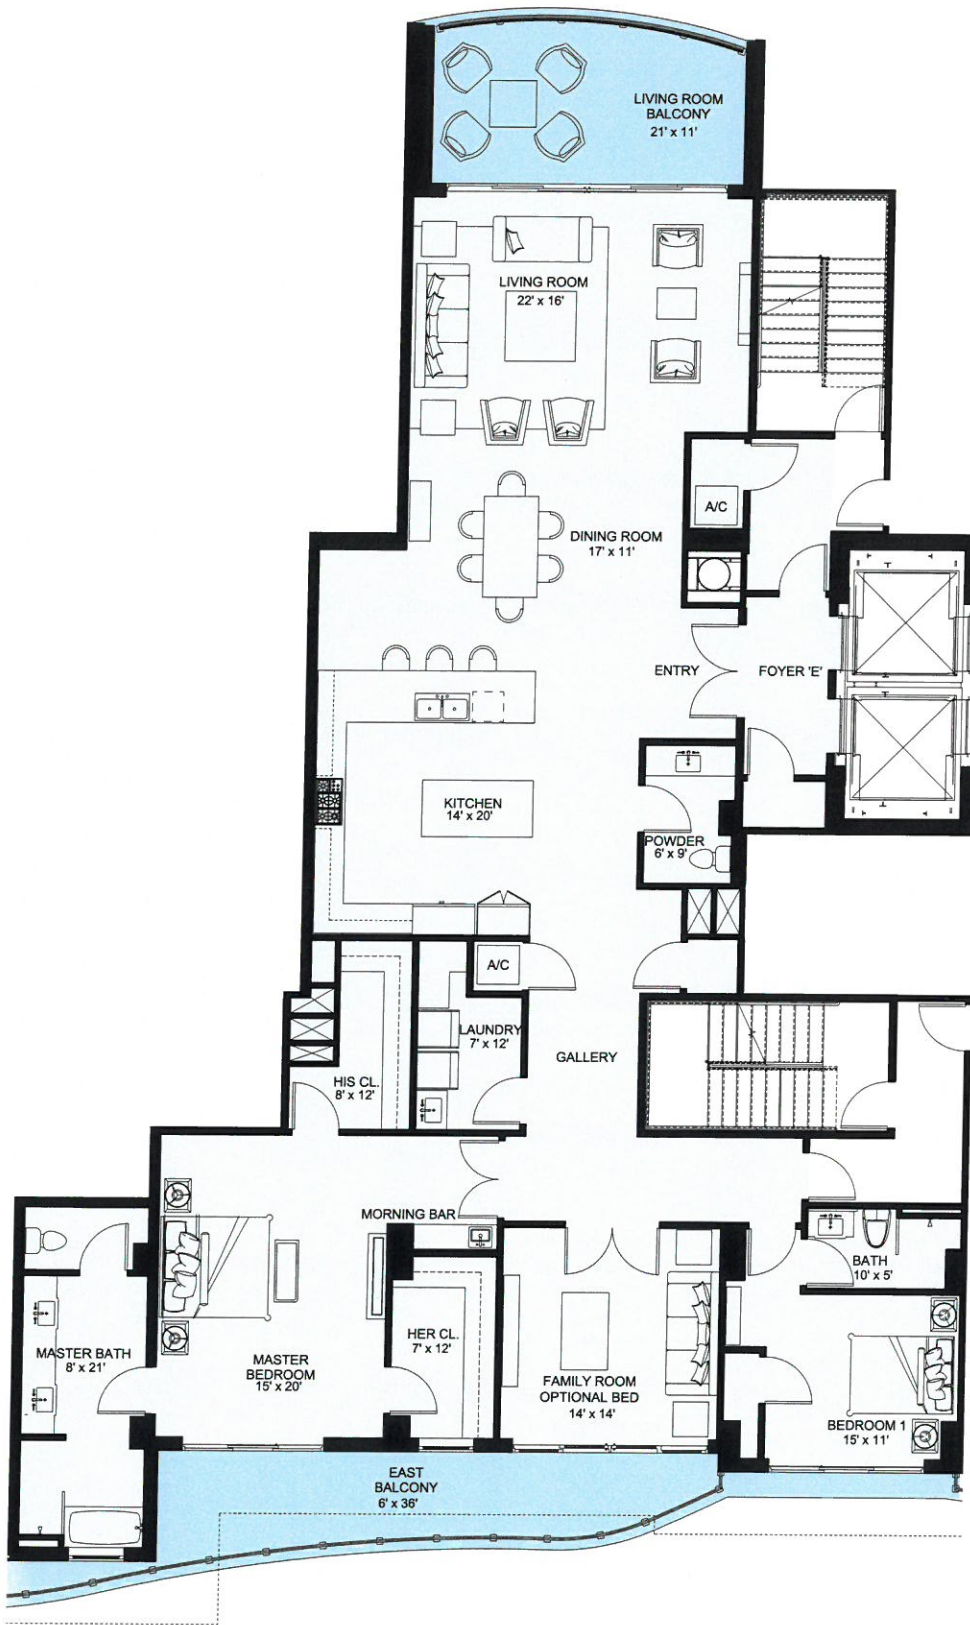 LIVING ROOM
BALCONY
21' x 11'
LIVING ROOM
22' x 16'
A/C
DINING ROOM
17' x 11'
ENTRY
FOYER 'E'
KITCHEN
14' x 20'
POWDER
6' x 9'
A/C
LAUNDRY
7' x 12'
GALLERY
HIS CL.
8' x 12'
MORNING BAR
BATH
10' x 5'
MASTER BATH
8' x 21'
MASTER
BEDROOM
15' x 20'
HER CL.
7' x 12'
FAMILY ROOM
OPTIONAL BED
14' x 14'
BEDROOM 1
15' x 11'
EAST
BALCONY
6' x 36'